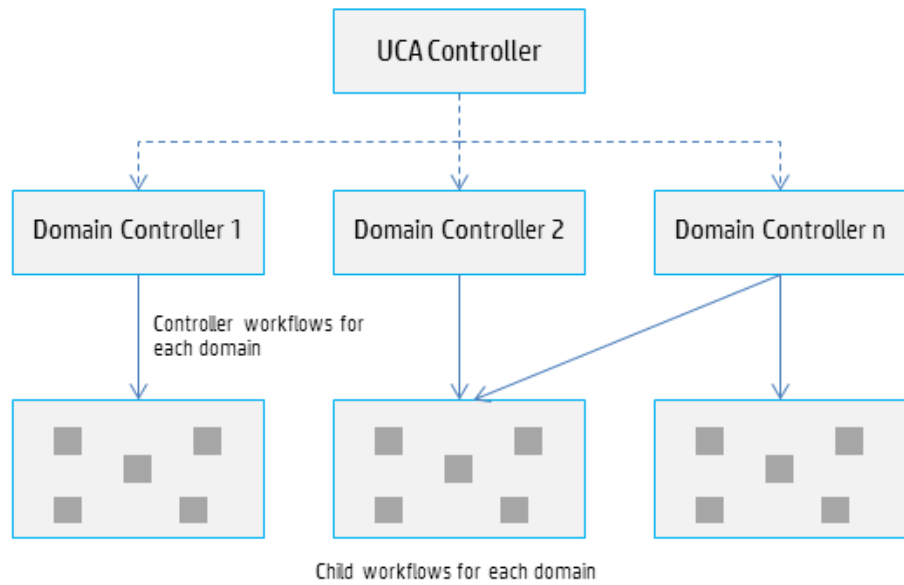 UCA Controller
Domain Controller 1
Domain Controller 2
Domain Controller n
Controller workflows for
each domain
Child workflows for each domain